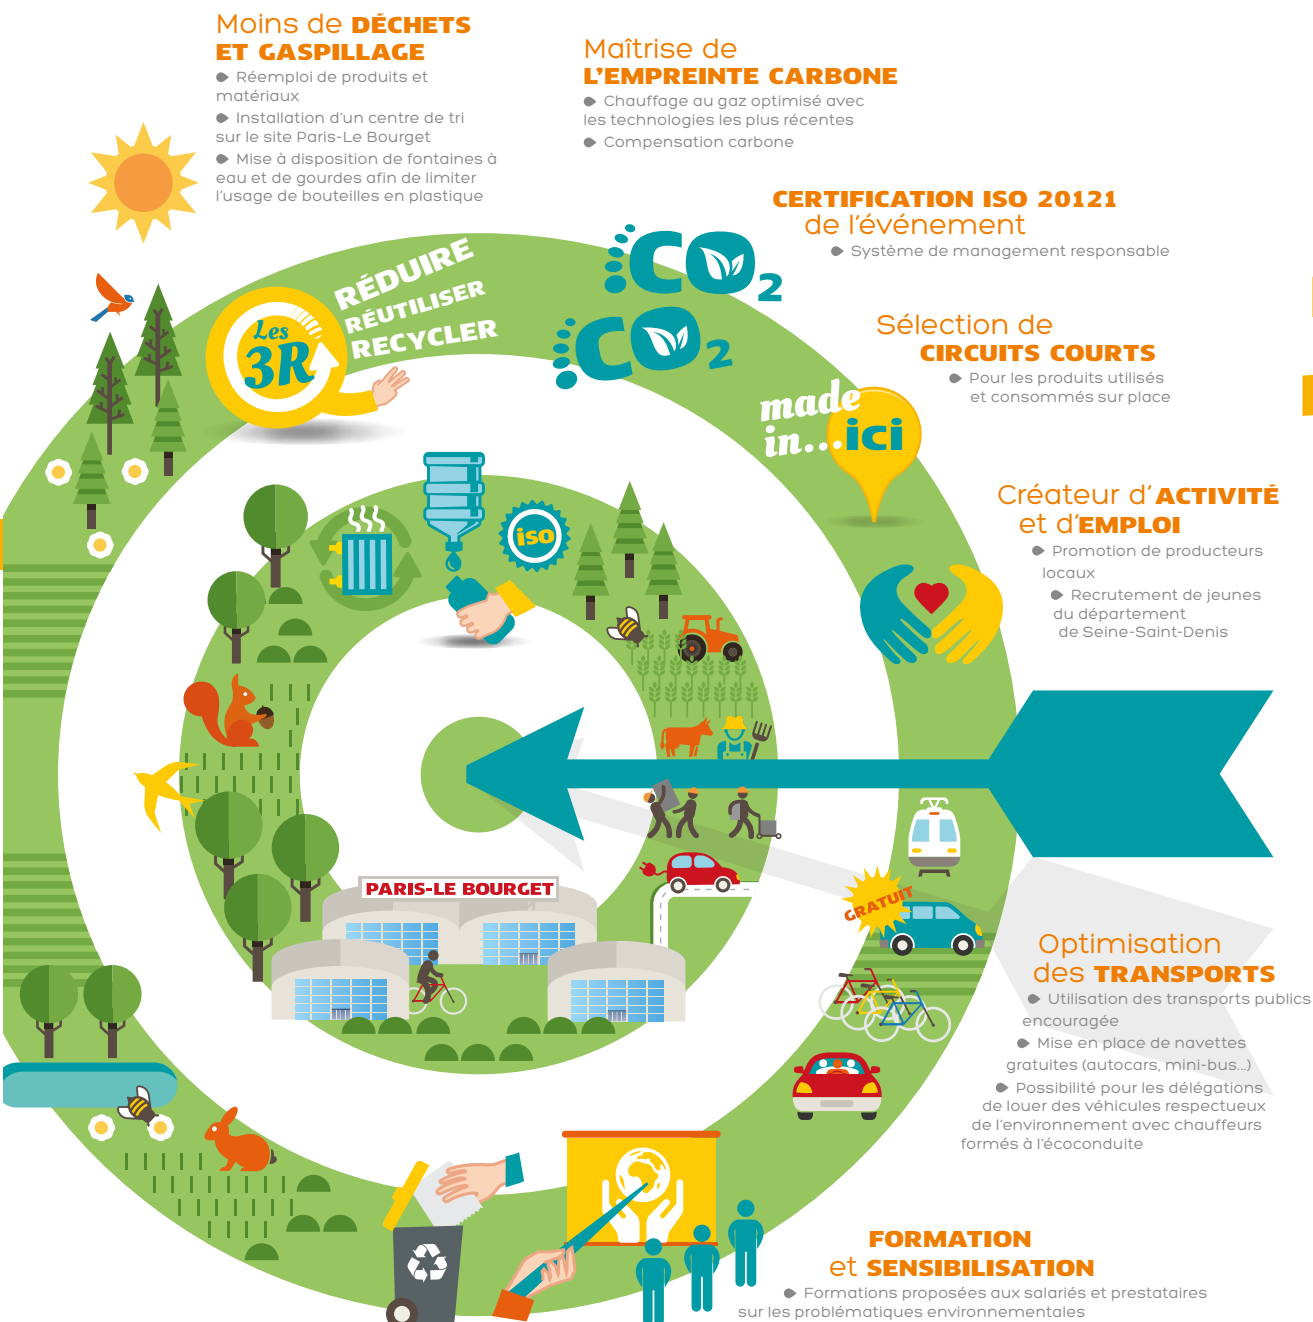 Moins de DÉCHETS
ET GASPILLAGE
Réemploi de produits et
matériaux
Installation d'un centre de tri
sur le site Paris-Le Bourget
Mise à disposition de fontaines à
eau et de gourdes afin de limiter
l'usage de bouteilles en plastique
Maîtrise de
L'EMPREINTE CARBONE
Chauffage au gaz optimisé avec
les technologies les plus récentes
Compensation carbone
CERTIFICATION ISO 20121
de l'événement
Système de management responsable
Sélection de
CIRCUITS COURTS
Pour les produits utilisés
et consommés sur place
Créateur d'ACTIVITÉ
et d'EMPLOI
Promotion de producteurs
locaux
Recrutement de jeunes
du département
de Seine-Saint-Denis
Optimisation
des TRANSPORTS
Utilisation des transports publics
encouragée
Mise en place de navettes
gratuites (autocars, mini-bus...)
Possibilité pour les délégations
de louer des véhicules respectueux
de l'environnement avec chauffeurs
formés à l'écoconduite
FORMATION
et SENSIBILISATION
Formations proposées aux salariés et prestataires
sur les problématiques environnementales
Les
3R
RÉDUIRE
RÉUTILISER
RECYCLER
CO2
CO2
made
in...ici
iso
GRATUIT
PARIS-LE BOURGET